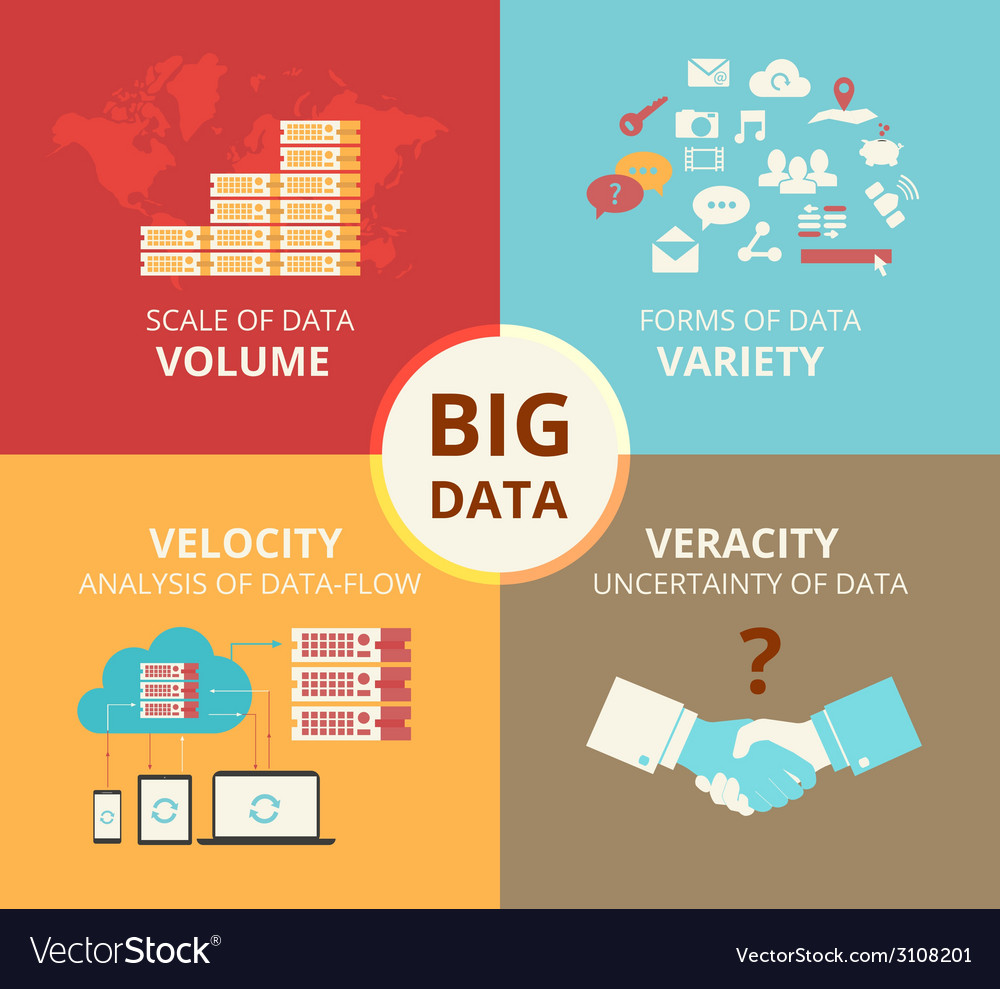 SCALE OF DATA
VOLUME
FORMS OF DATA
VARIETY
BIG
DATA
VELOCITY
ANALYSIS OF DATA-FLOW
VERACITY
UNCERTAINTY OF DATA
@
?
?
VectorStock®
VectorStock.com/3108201